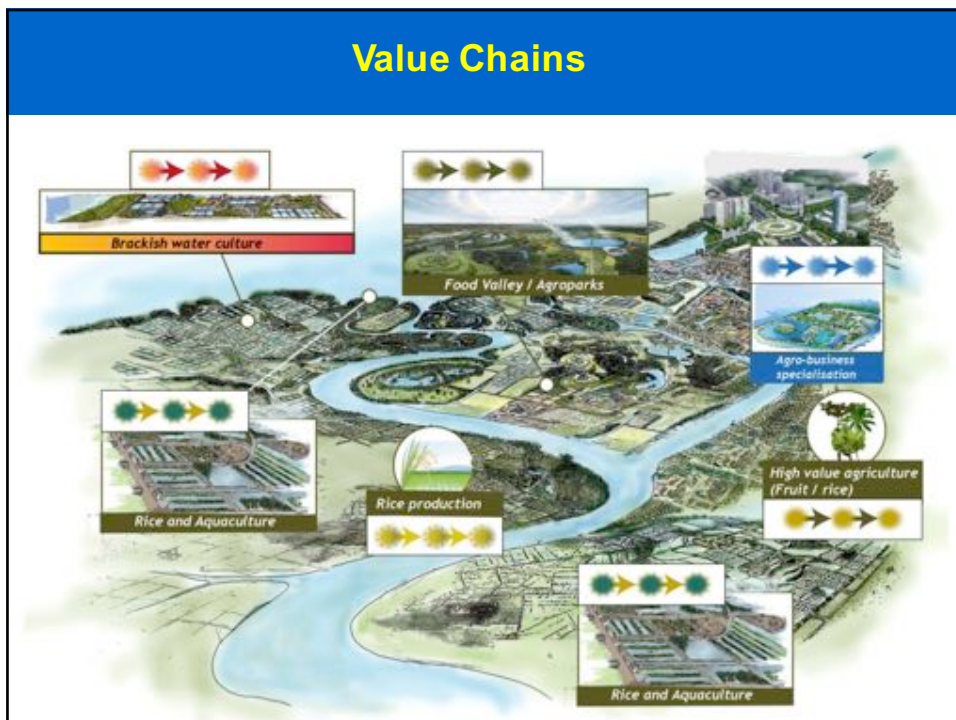 Value Chains
Brackish water culture
Food Valley / Agroparks
Agro-business
specialisation
Rice and Aquaculture
Rice production
High value agriculture
(Fruit / rice)
Rice and Aquaculture